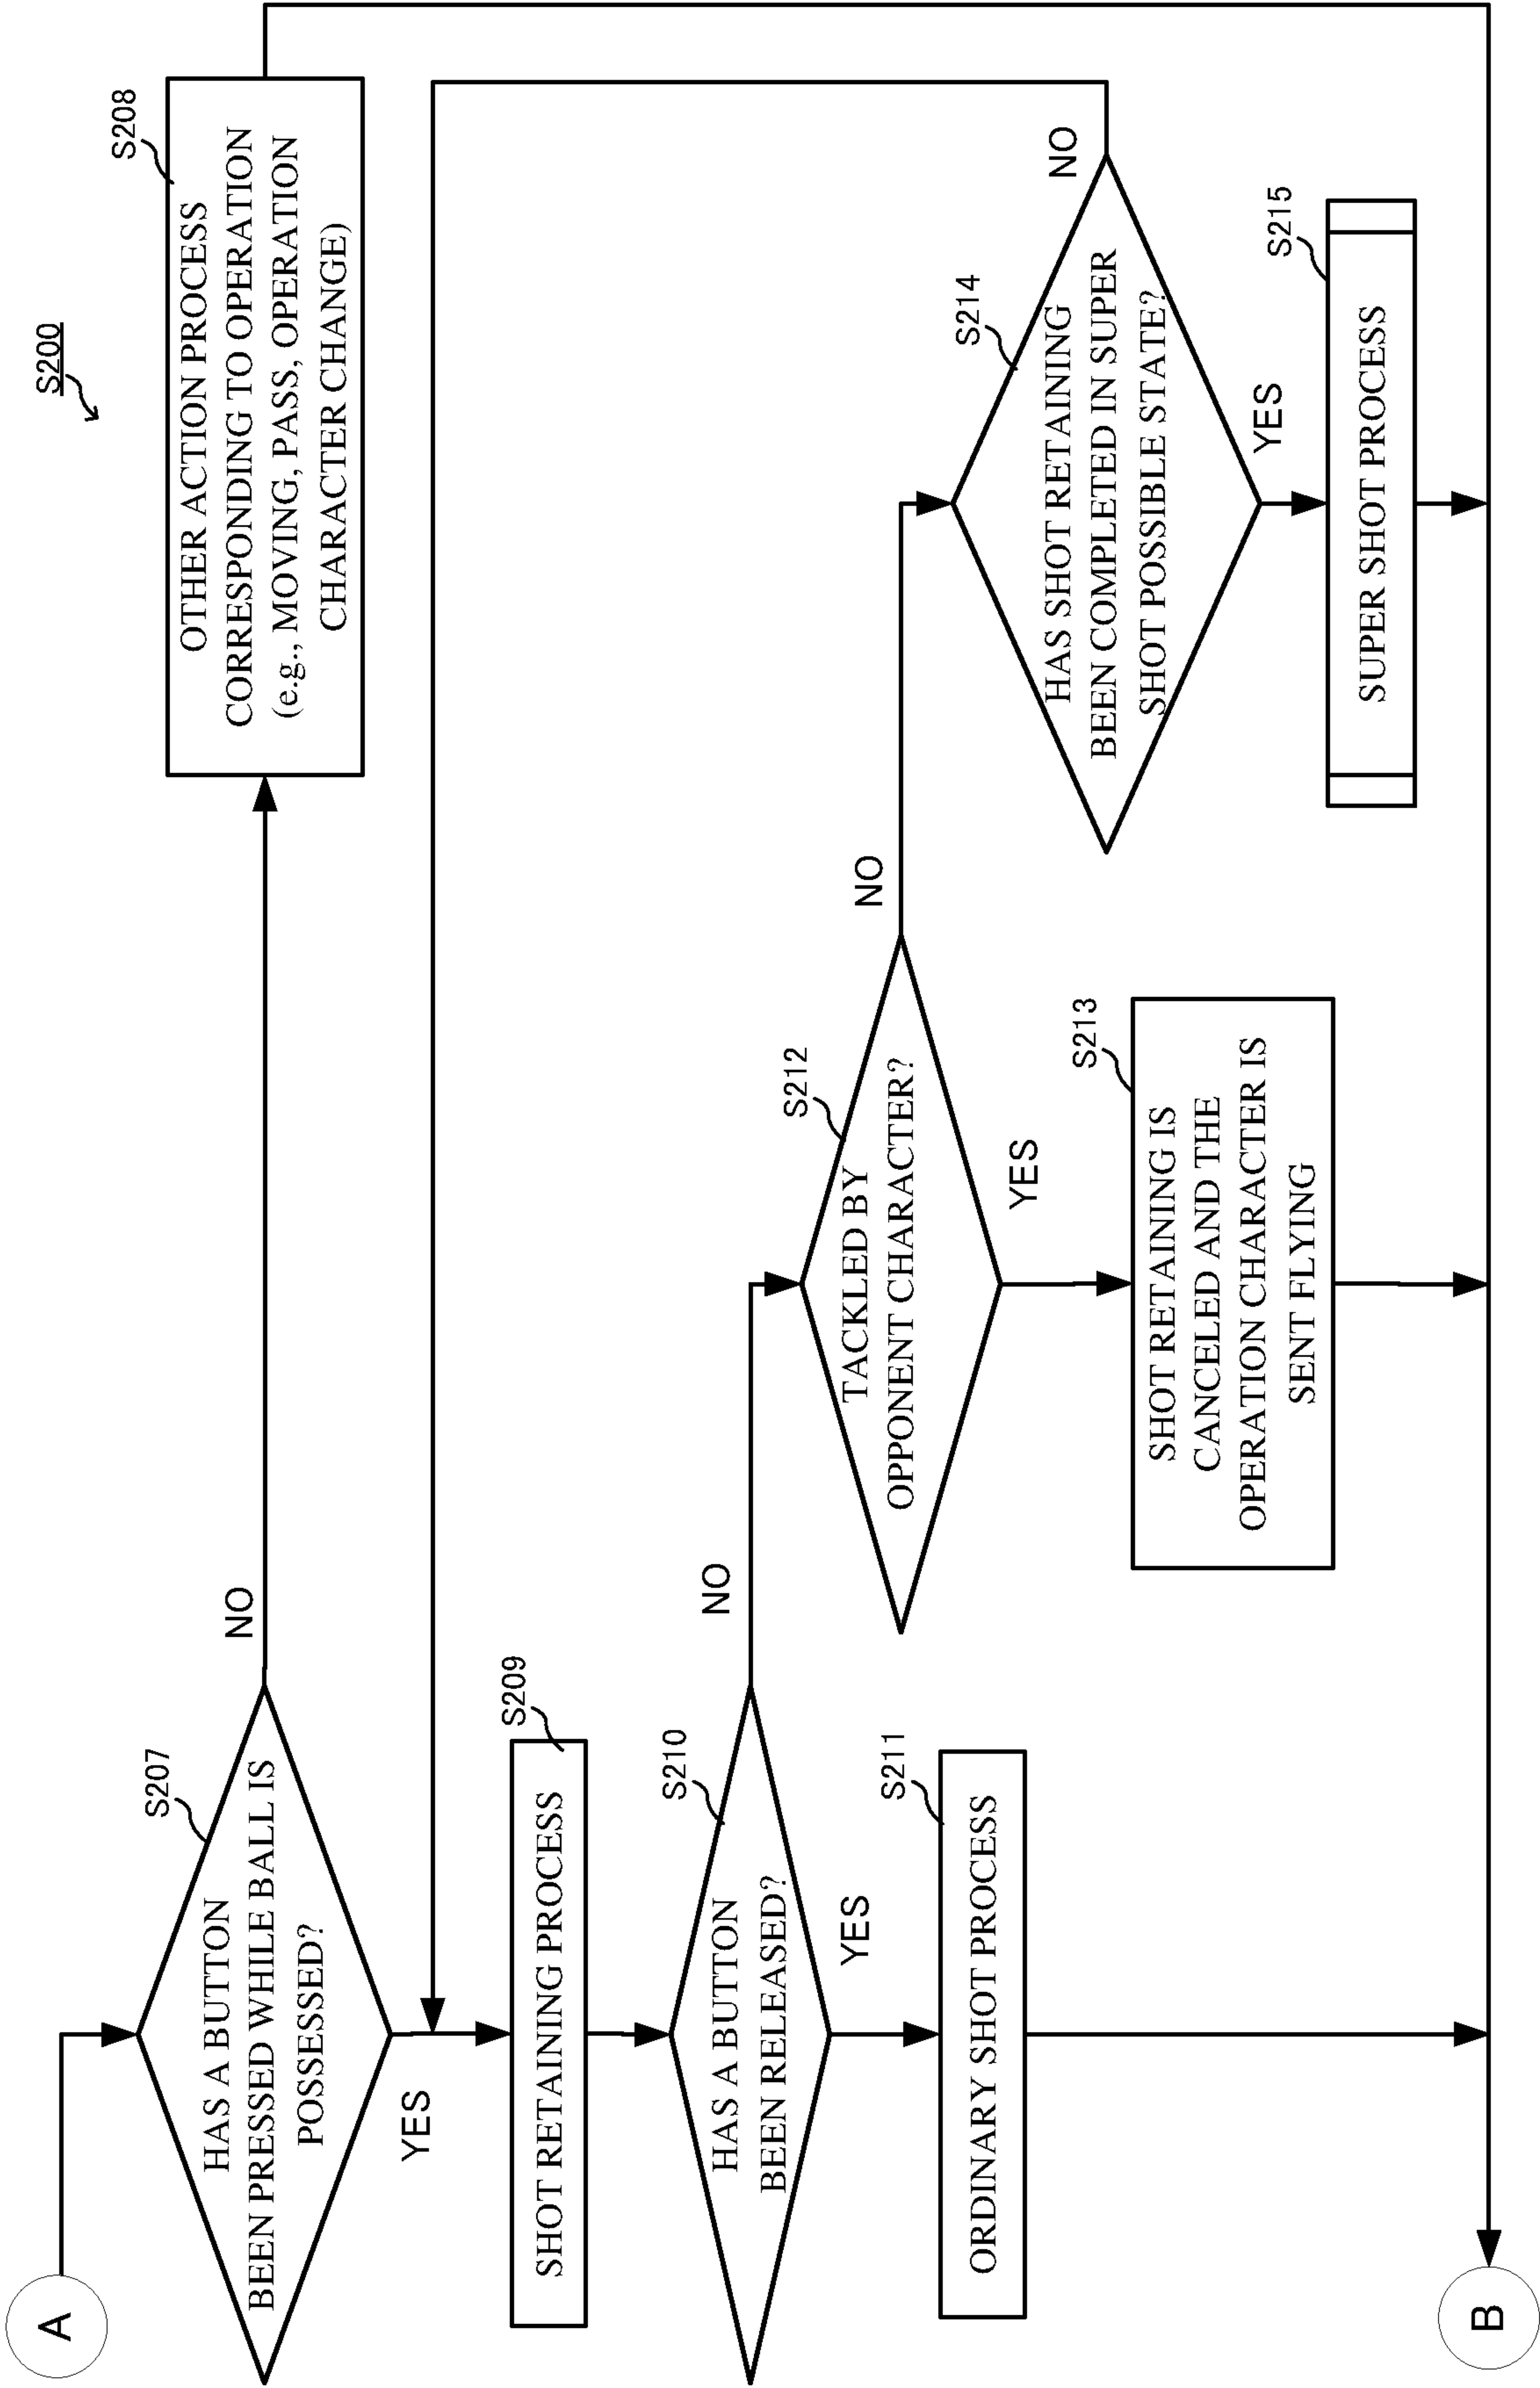 S200
A
S207
HAS A BUTTON
BEEN PRESSED WHILE BALL IS
POSSESSED?
NO
YES
S208
OTHER ACTION PROCESS
CORRESPONDING TO OPERATION
(e.g., MOVING, PASS, OPERATION
CHARACTER CHANGE)
S209
SHOT RETAINING PROCESS
S210
HAS A BUTTON
BEEN RELEASED?
NO
YES
S211
ORDINARY SHOT PROCESS
S212
TACKLED BY
OPPONENT CHARACTER?
NO
YES
S213
SHOT RETAINING IS
CANCELED AND THE
OPERATION CHARACTER IS
SENT FLYING
S214
HAS SHOT RETAINING
BEEN COMPLETED IN SUPER
SHOT POSSIBLE STATE?
NO
YES
S215
SUPER SHOT PROCESS
B